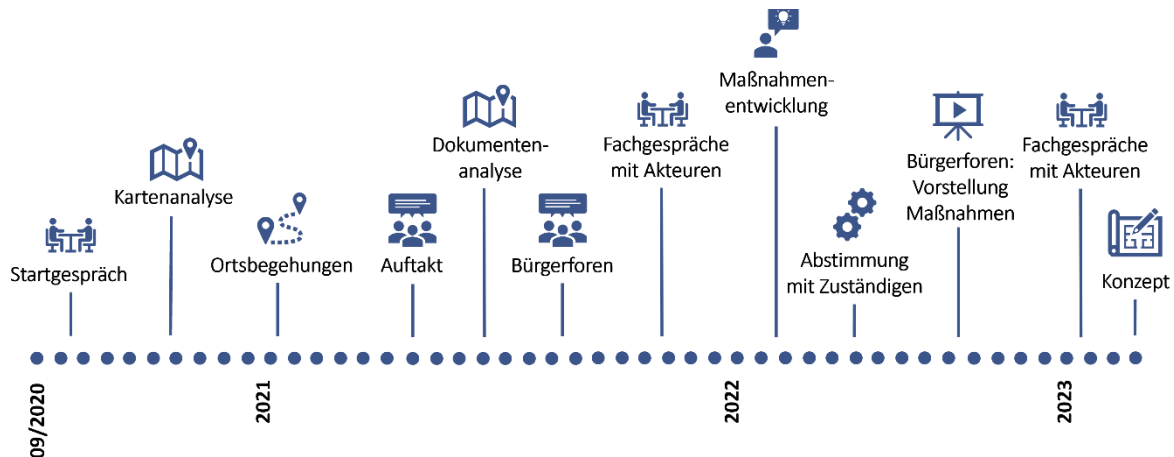 Startgespräch
Kartenanalyse
Ortsbegehungen
Auftakt
Dokumenten-
analyse
Bürgerforen
Fachgespräche
mit Akteuren
Maßnahmen-
entwicklung
Abstimmung
mit Zuständigen
Bürgerforen:
Vorstellung
Maßnahmen
Fachgespräche
mit Akteuren
Konzept
09/2020
2021
2022
2023